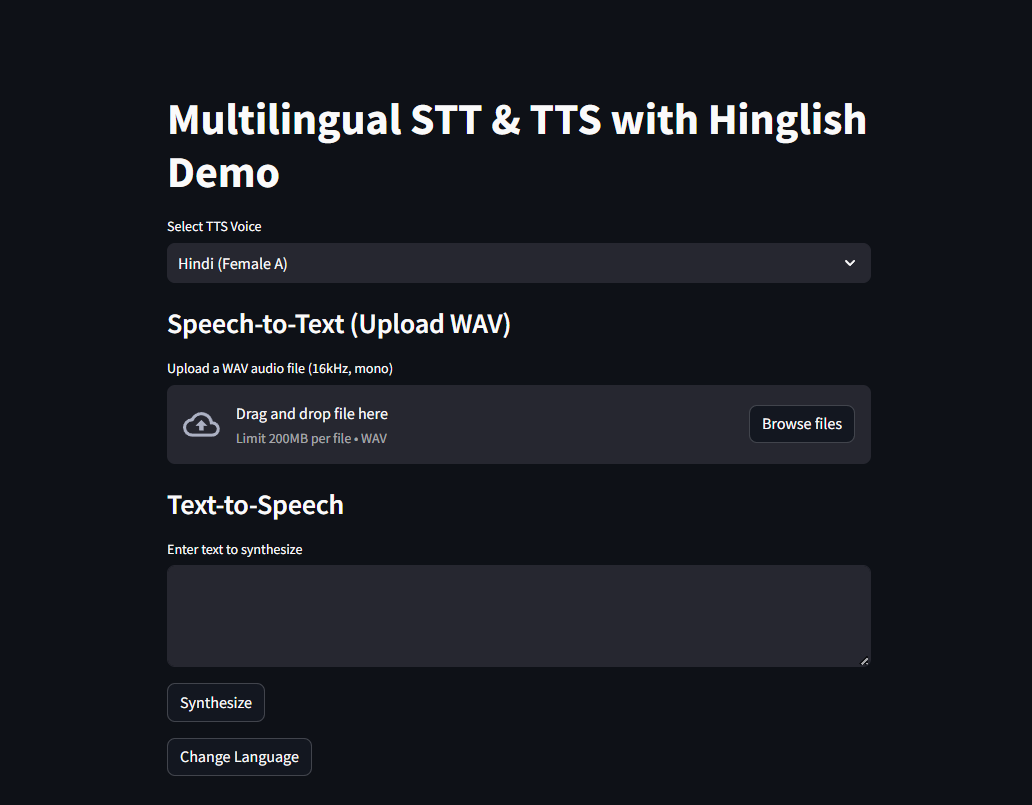 Multilingual STT & TTS with Hinglish
Demo
Select TTS Voice
Hindi (Female A)
Speech-to-Text (Upload WAV)
Upload a WAV audio file (16kHz, mono)
Drag and drop file here
Limit 200MB per file • WAV
Browse files
Text-to-Speech
Enter text to synthesize
Synthesize
Change Language